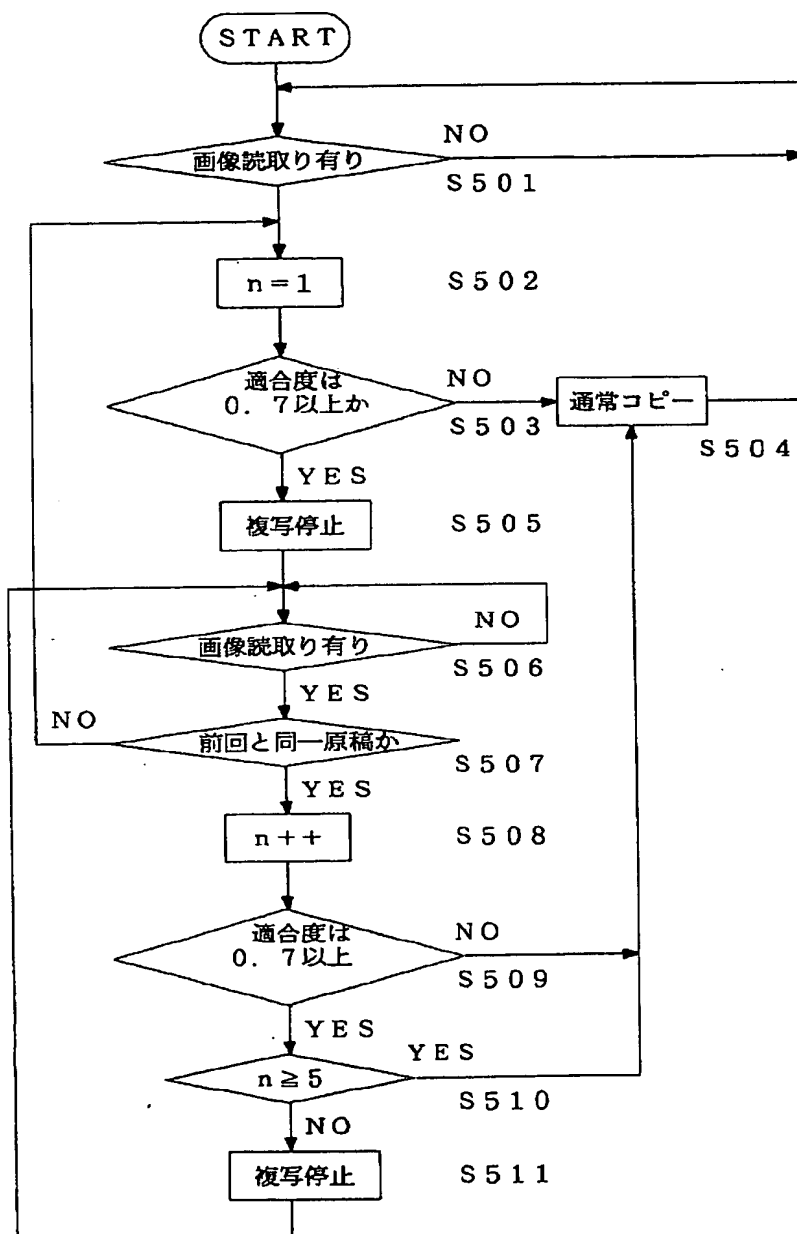 START
NO
画像読取り有り
S501
n=1
S502
適合度は
0.7以上か
NO
S503
通常コピー
S504
YES
複写停止
S505
NO
画像読取り有り
S506
YES
NO
前回と同一原稿か
S507
YES
n++
S508
適合度は
0.7以上
NO
S509
YES
YES
n≧5
S510
NO
複写停止
S511